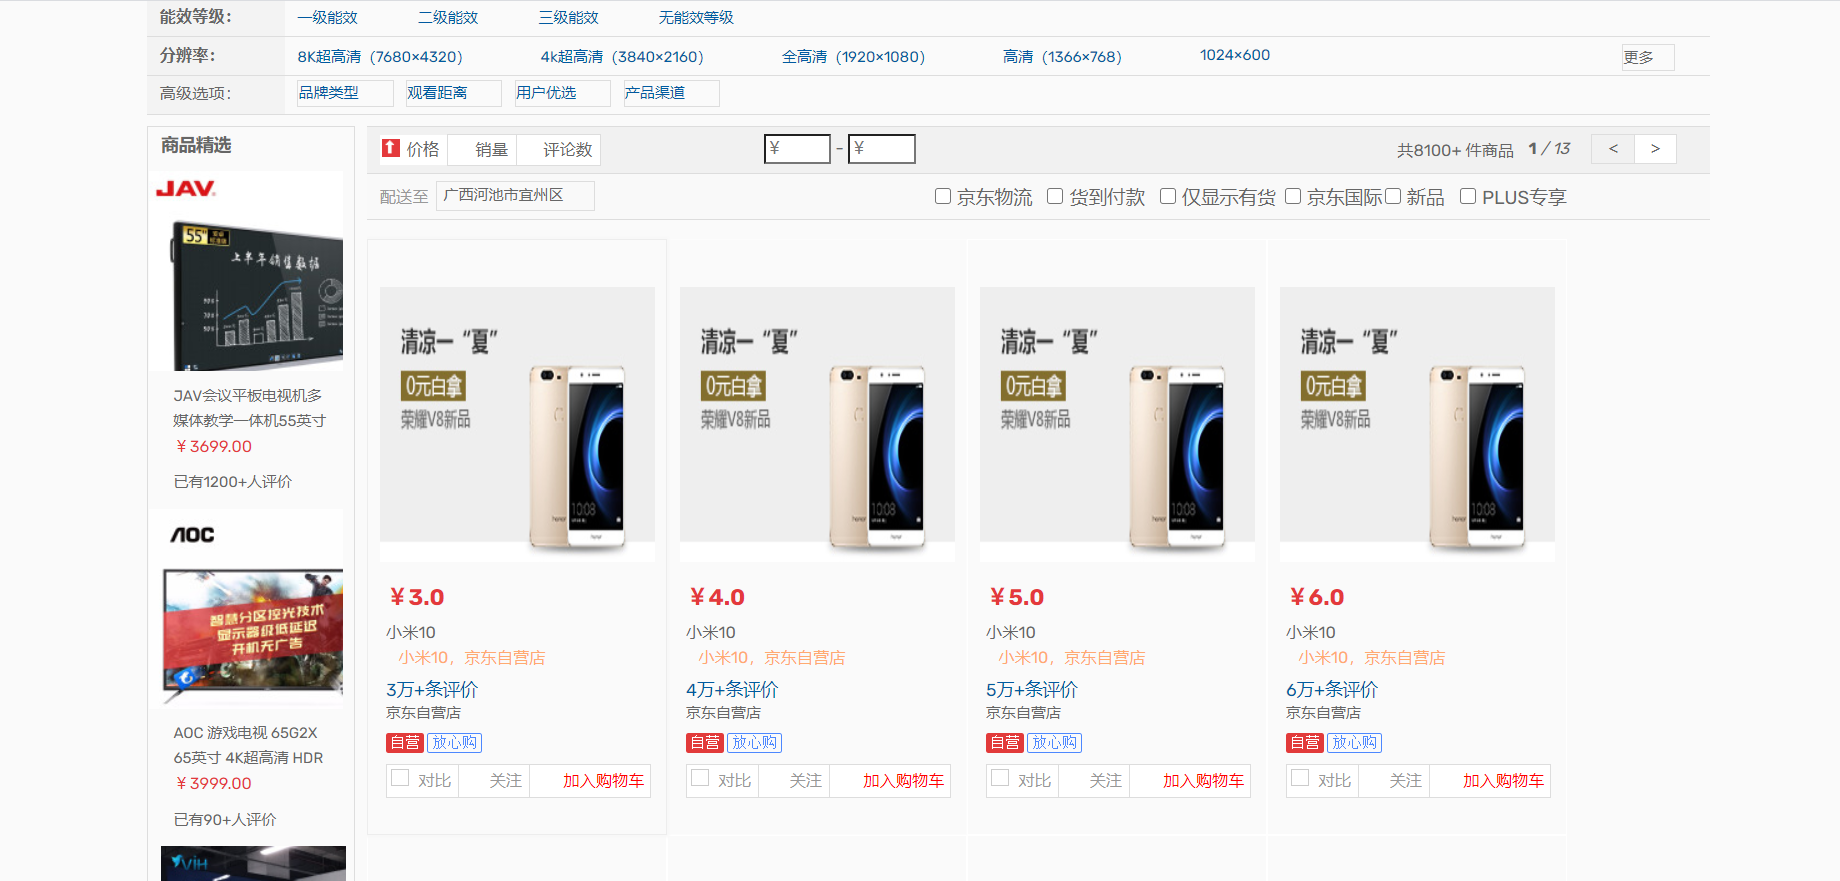 能效等级： 一级能效 二级能效 三级能效 无能效等级
分辨率： 8K超高清（7680×4320） 4k超高清（3840×2160） 全高清（1920×1080） 高清（1366×768） 1024×600 更多
高级选项： 品牌类型 观看距离 用户优选 产品渠道
商品精选
价格 销量 评论数 ¥ - ¥ 共8100+ 件商品 1 / 13 < >
配送至 广西河池市宜州区 京东物流 货到付款 仅显示有货 京东国际 新品 PLUS专享
JAV
55"
上半年销售数据
JAV会议平板电视机多
媒体教学一体机55英寸
￥3699.00
已有1200+人评价
AOC
智慧分区控光技术
显示器级低延迟
开机无广告
AOC 游戏电视 65G2X
65英寸 4K超高清 HDR
￥3999.00
已有90+人评价
VIH
清凉一“夏”
0元白拿
荣耀V8新品
10:08
honor
￥3.0
小米10
小米10，京东自营店
3万+条评价
京东自营店
自营 放心购
对比 关注 加入购物车
清凉一“夏”
0元白拿
荣耀V8新品
10:08
honor
￥4.0
小米10
小米10，京东自营店
4万+条评价
京东自营店
自营 放心购
对比 关注 加入购物车
清凉一“夏”
0元白拿
荣耀V8新品
10:08
honor
￥5.0
小米10
小米10，京东自营店
5万+条评价
京东自营店
自营 放心购
对比 关注 加入购物车
清凉一“夏”
0元白拿
荣耀V8新品
10:08
honor
￥6.0
小米10
小米10，京东自营店
6万+条评价
京东自营店
自营 放心购
对比 关注 加入购物车